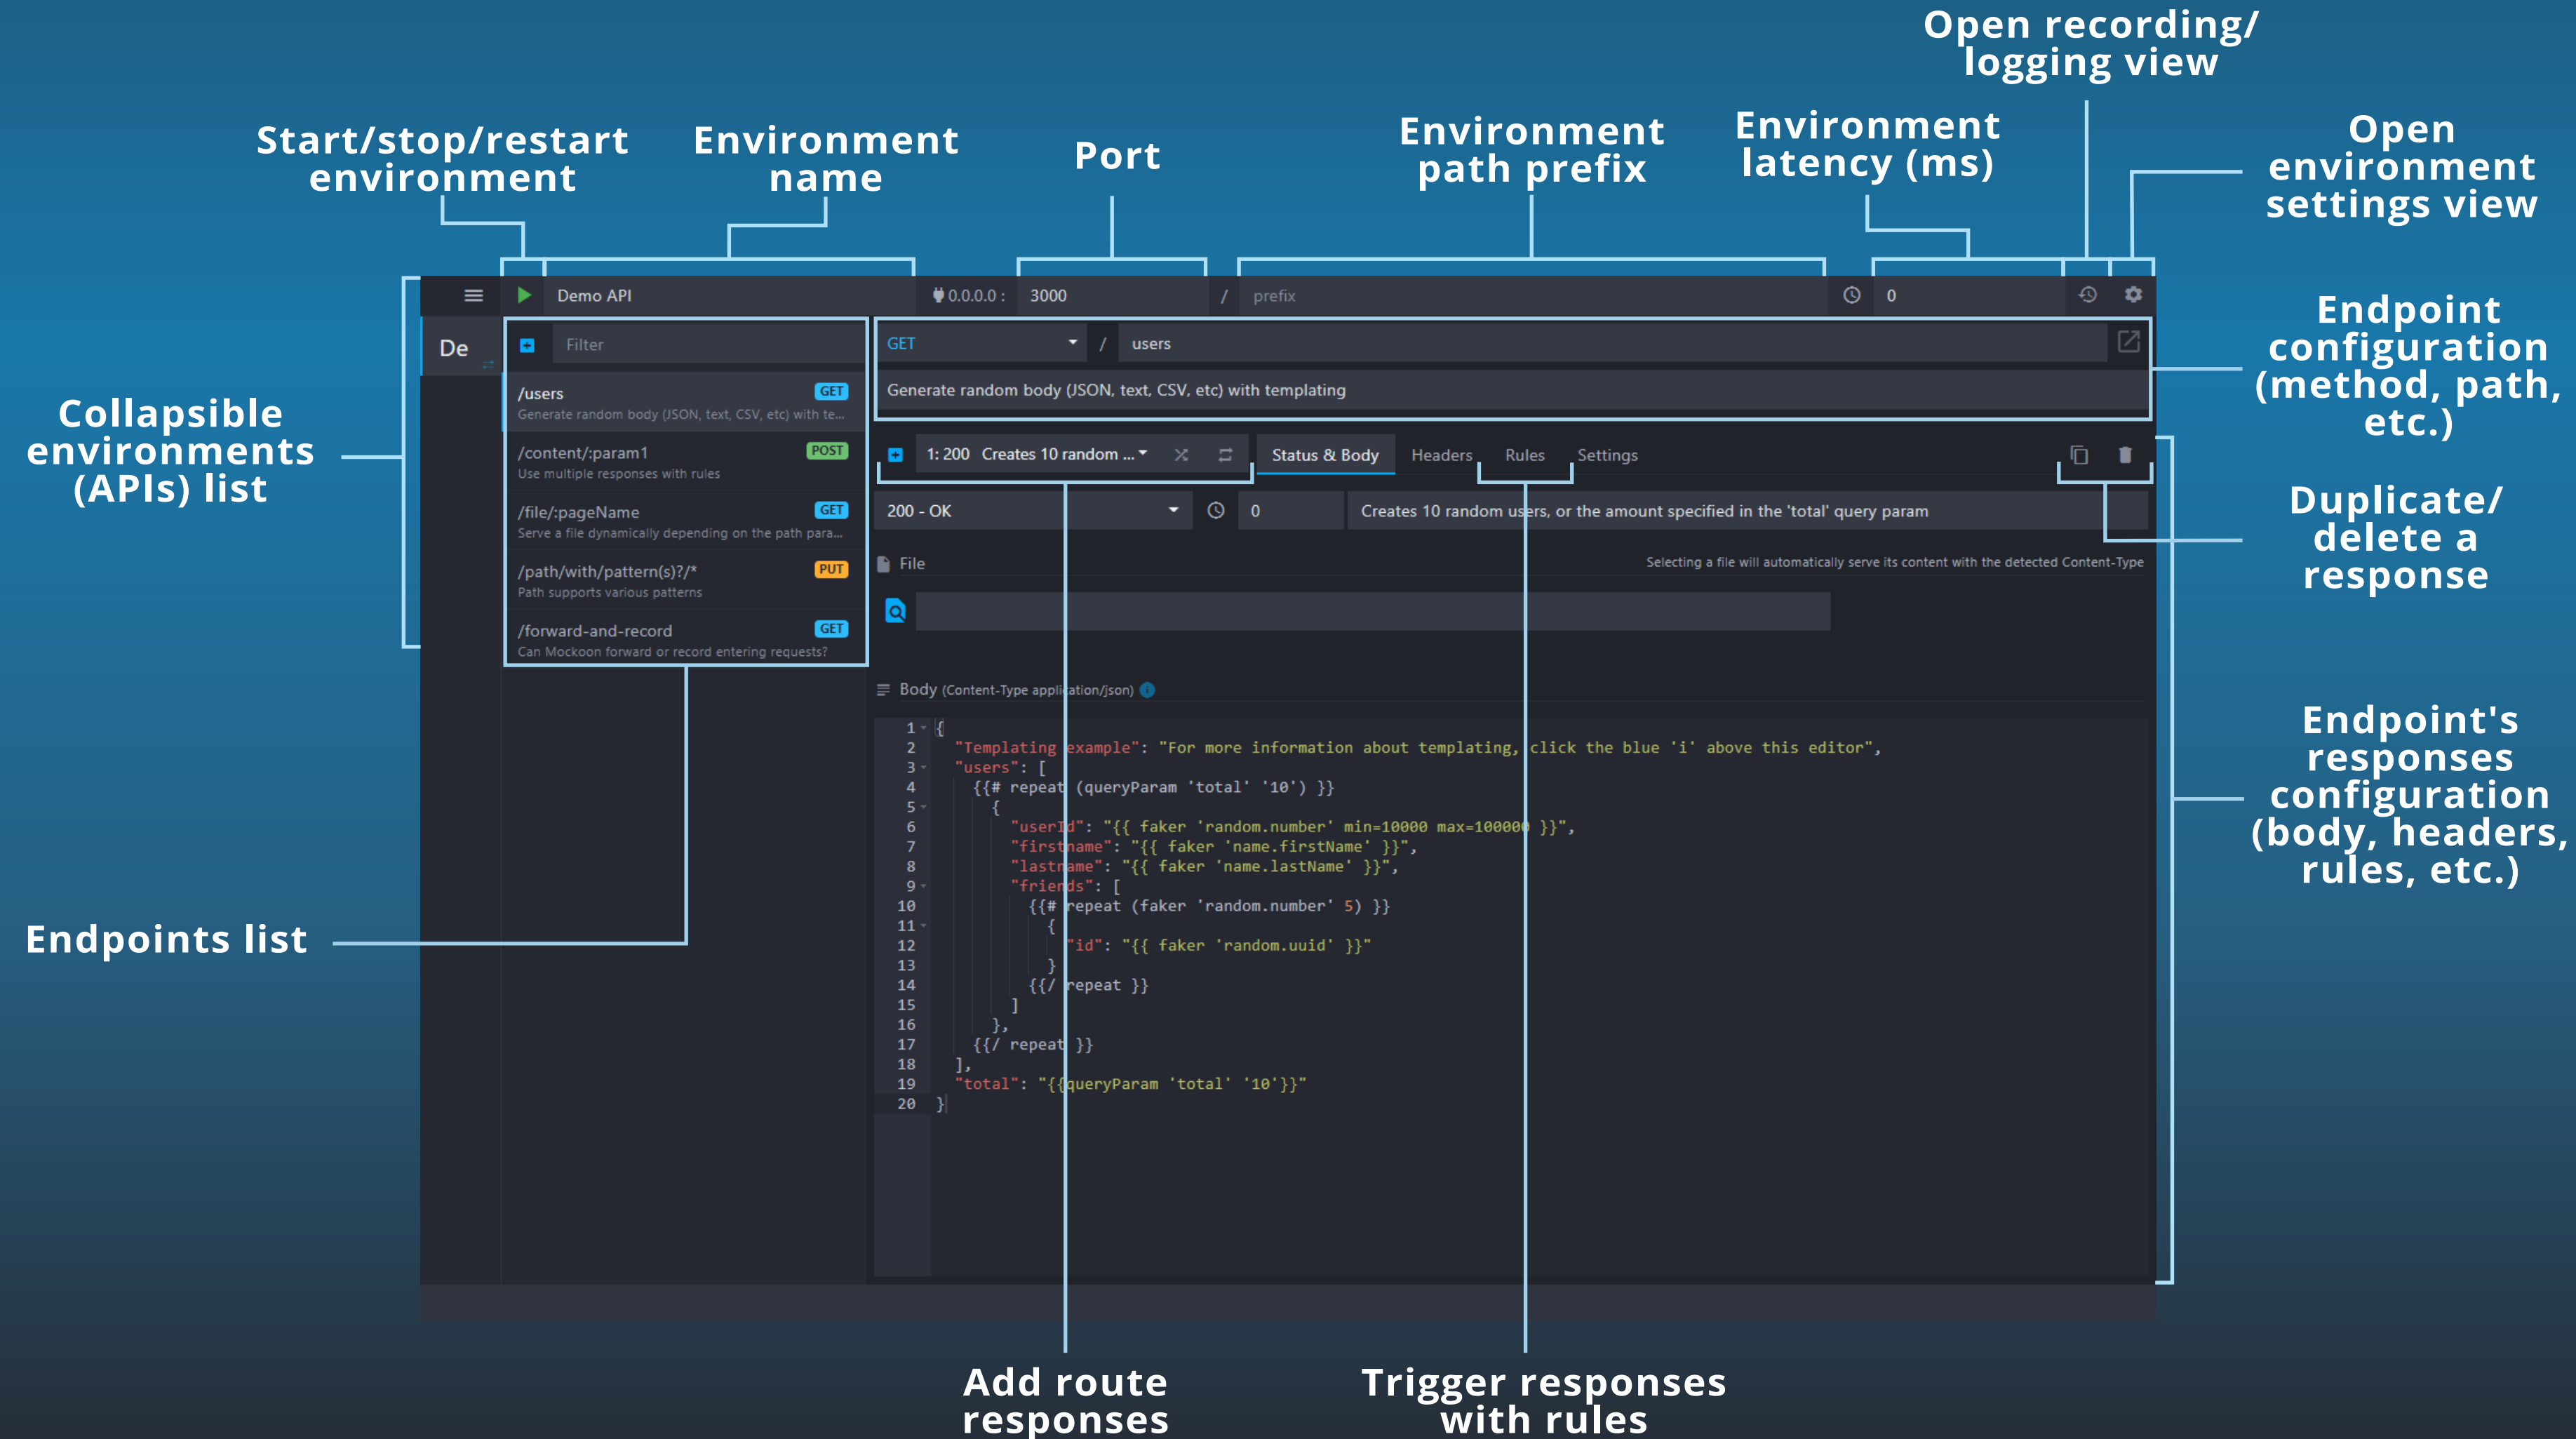 Open recording/
logging view
Start/stop/restart
environment
Environment
name
Port
Environment
path prefix
Environment
latency (ms)
Open
environment
settings view
Demo API
0.0.0.0 :
3000
/
prefix
0
De
Filter
GET
/
users
Generate random body (JSON, text, CSV, etc) with templating
/users
GET
Generate random body (JSON, text, CSV, etc) with te...
/content/:param1
POST
Use multiple responses with rules
/file/:pageName
GET
Serve a file dynamically depending on the path para...
/path/with/pattern(s)?/*
PUT
Path supports various patterns
/forward-and-record
GET
Can Mockoon forward or record entering requests?
Collapsible
environments
(APIs) list
Endpoints list
1: 200 Creates 10 random ...
Status & Body
Headers
Rules
Settings
200 - OK
0
Creates 10 random users, or the amount specified in the 'total' query param
File
Selecting a file will automatically serve its content with the detected Content-Type
Body (Content-Type application/json) i
1 {
2 "Templating example": "For more information about templating, click the blue 'i' above this editor",
3 "users": [
4 {{# repeat (queryParam 'total' '10') }}
5 {
6 "userId": "{{ faker 'random.number' min=10000 max=100000 }}",
7 "firstname": "{{ faker 'name.firstName' }}",
8 "lastname": "{{ faker 'name.lastName' }}",
9 "friends": [
10 {{# repeat (faker 'random.number' 5) }}
11 {
12 "id": "{{ faker 'random.uuid' }}"
13 }
14 {{/ repeat }}
15 ]
16 },
17 {{/ repeat }}
18 ],
19 "total": "{{queryParam 'total' '10'}}"
20 }
Endpoint
configuration
(method, path,
etc.)
Duplicate/
delete a
response
Endpoint's
responses
configuration
(body, headers,
rules, etc.)
Add route
responses
Trigger responses
with rules